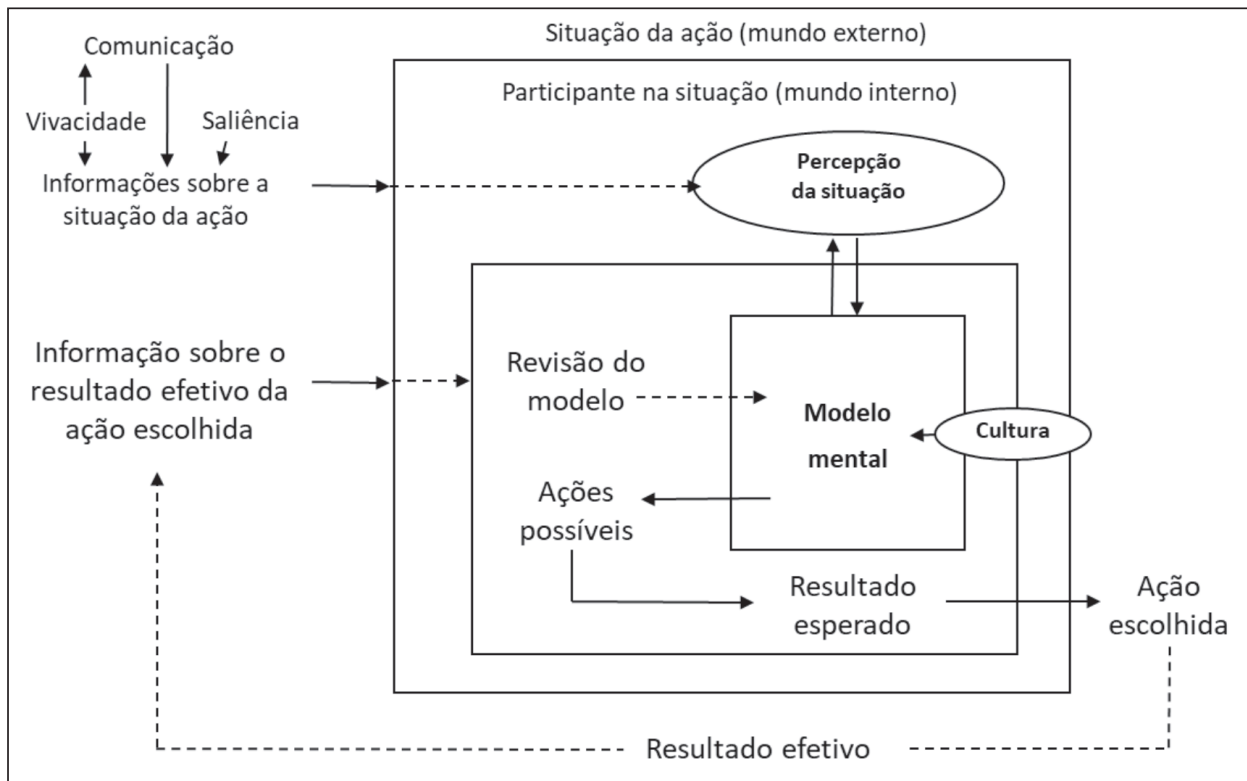 Situação da ação (mundo externo)
Comunicação
Participante na situação (mundo interno)
Vivacidade
Saliência
Percepção
da situação
Informações sobre a
situação da ação
Informação sobre o
resultado efetivo da
ação escolhida
Revisão do
modelo
Modelo
mental
Cultura
Ações
possíveis
Resultado
esperado
Ação
escolhida
Resultado efetivo